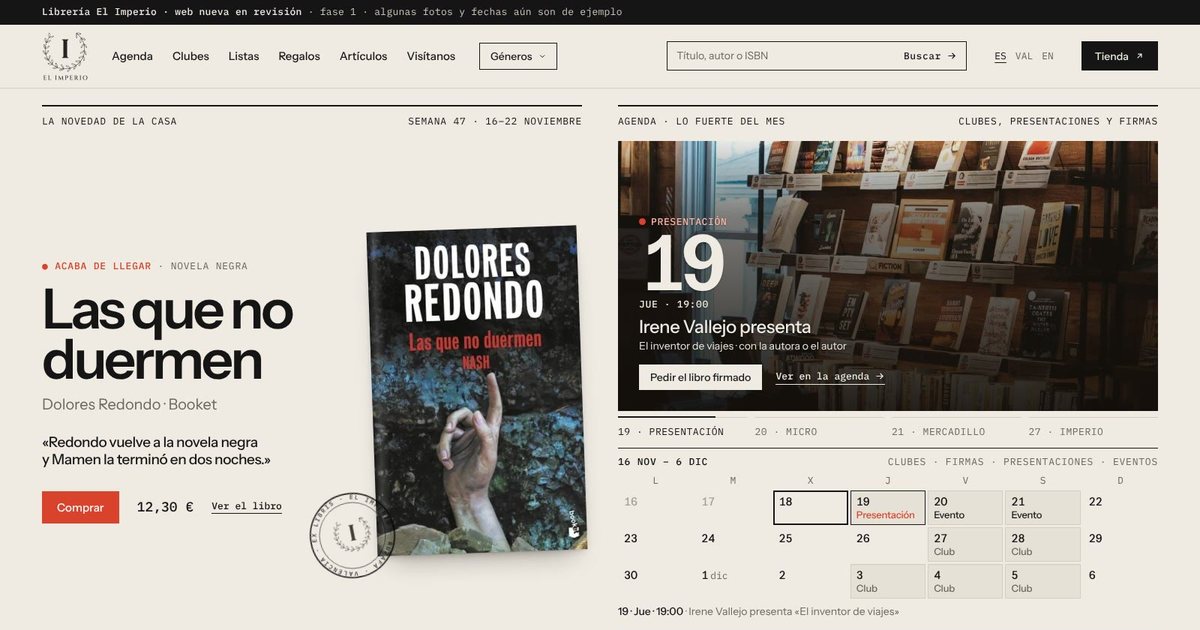 Librería El Imperio · web nueva en revisión · fase 1 · algunas fotos y fechas aún son de ejemplo
I
EL IMPERIO
Agenda Clubes Listas Regalos Artículos Visítanos Géneros
Título, autor o ISBN Buscar →
ES VAL EN
Tienda ↗
LA NOVEDAD DE LA CASA SEMANA 47 · 16–22 NOVIEMBRE
ACABA DE LLEGAR · NOVELA NEGRA
Las que no
duermen
Dolores Redondo · Booket
«Redondo vuelve a la novela negra
y Mamen la terminó en dos noches.»
Comprar 12,30 € Ver el libro
DOLORES
REDONDO
Las que no duermen
NASH
booket
EX LIBRIS · EL IM
VALENCIA
I
AGENDA · LO FUERTE DEL MES CLUBES, PRESENTACIONES Y FIRMAS
FICTION
PRESENTACIÓN
19
JUE · 19:00
Irene Vallejo presenta
El inventor de viajes · con la autora o el autor
Pedir el libro firmado Ver en la agenda →
19 · PRESENTACIÓN 20 · MICRO 21 · MERCADILLO 27 · IMPERIO
16 NOV – 6 DIC CLUBES · FIRMAS · PRESENTACIONES · EVENTOS
L M X J V S D
16 17 18 19 20 21 22
Presentación Evento Evento
23 24 25 26 27 28 29
Club Club
30 1 dic 2 3 4 5 6
Club Club Club
19 · Jue · 19:00 · Irene Vallejo presenta «El inventor de viajes»